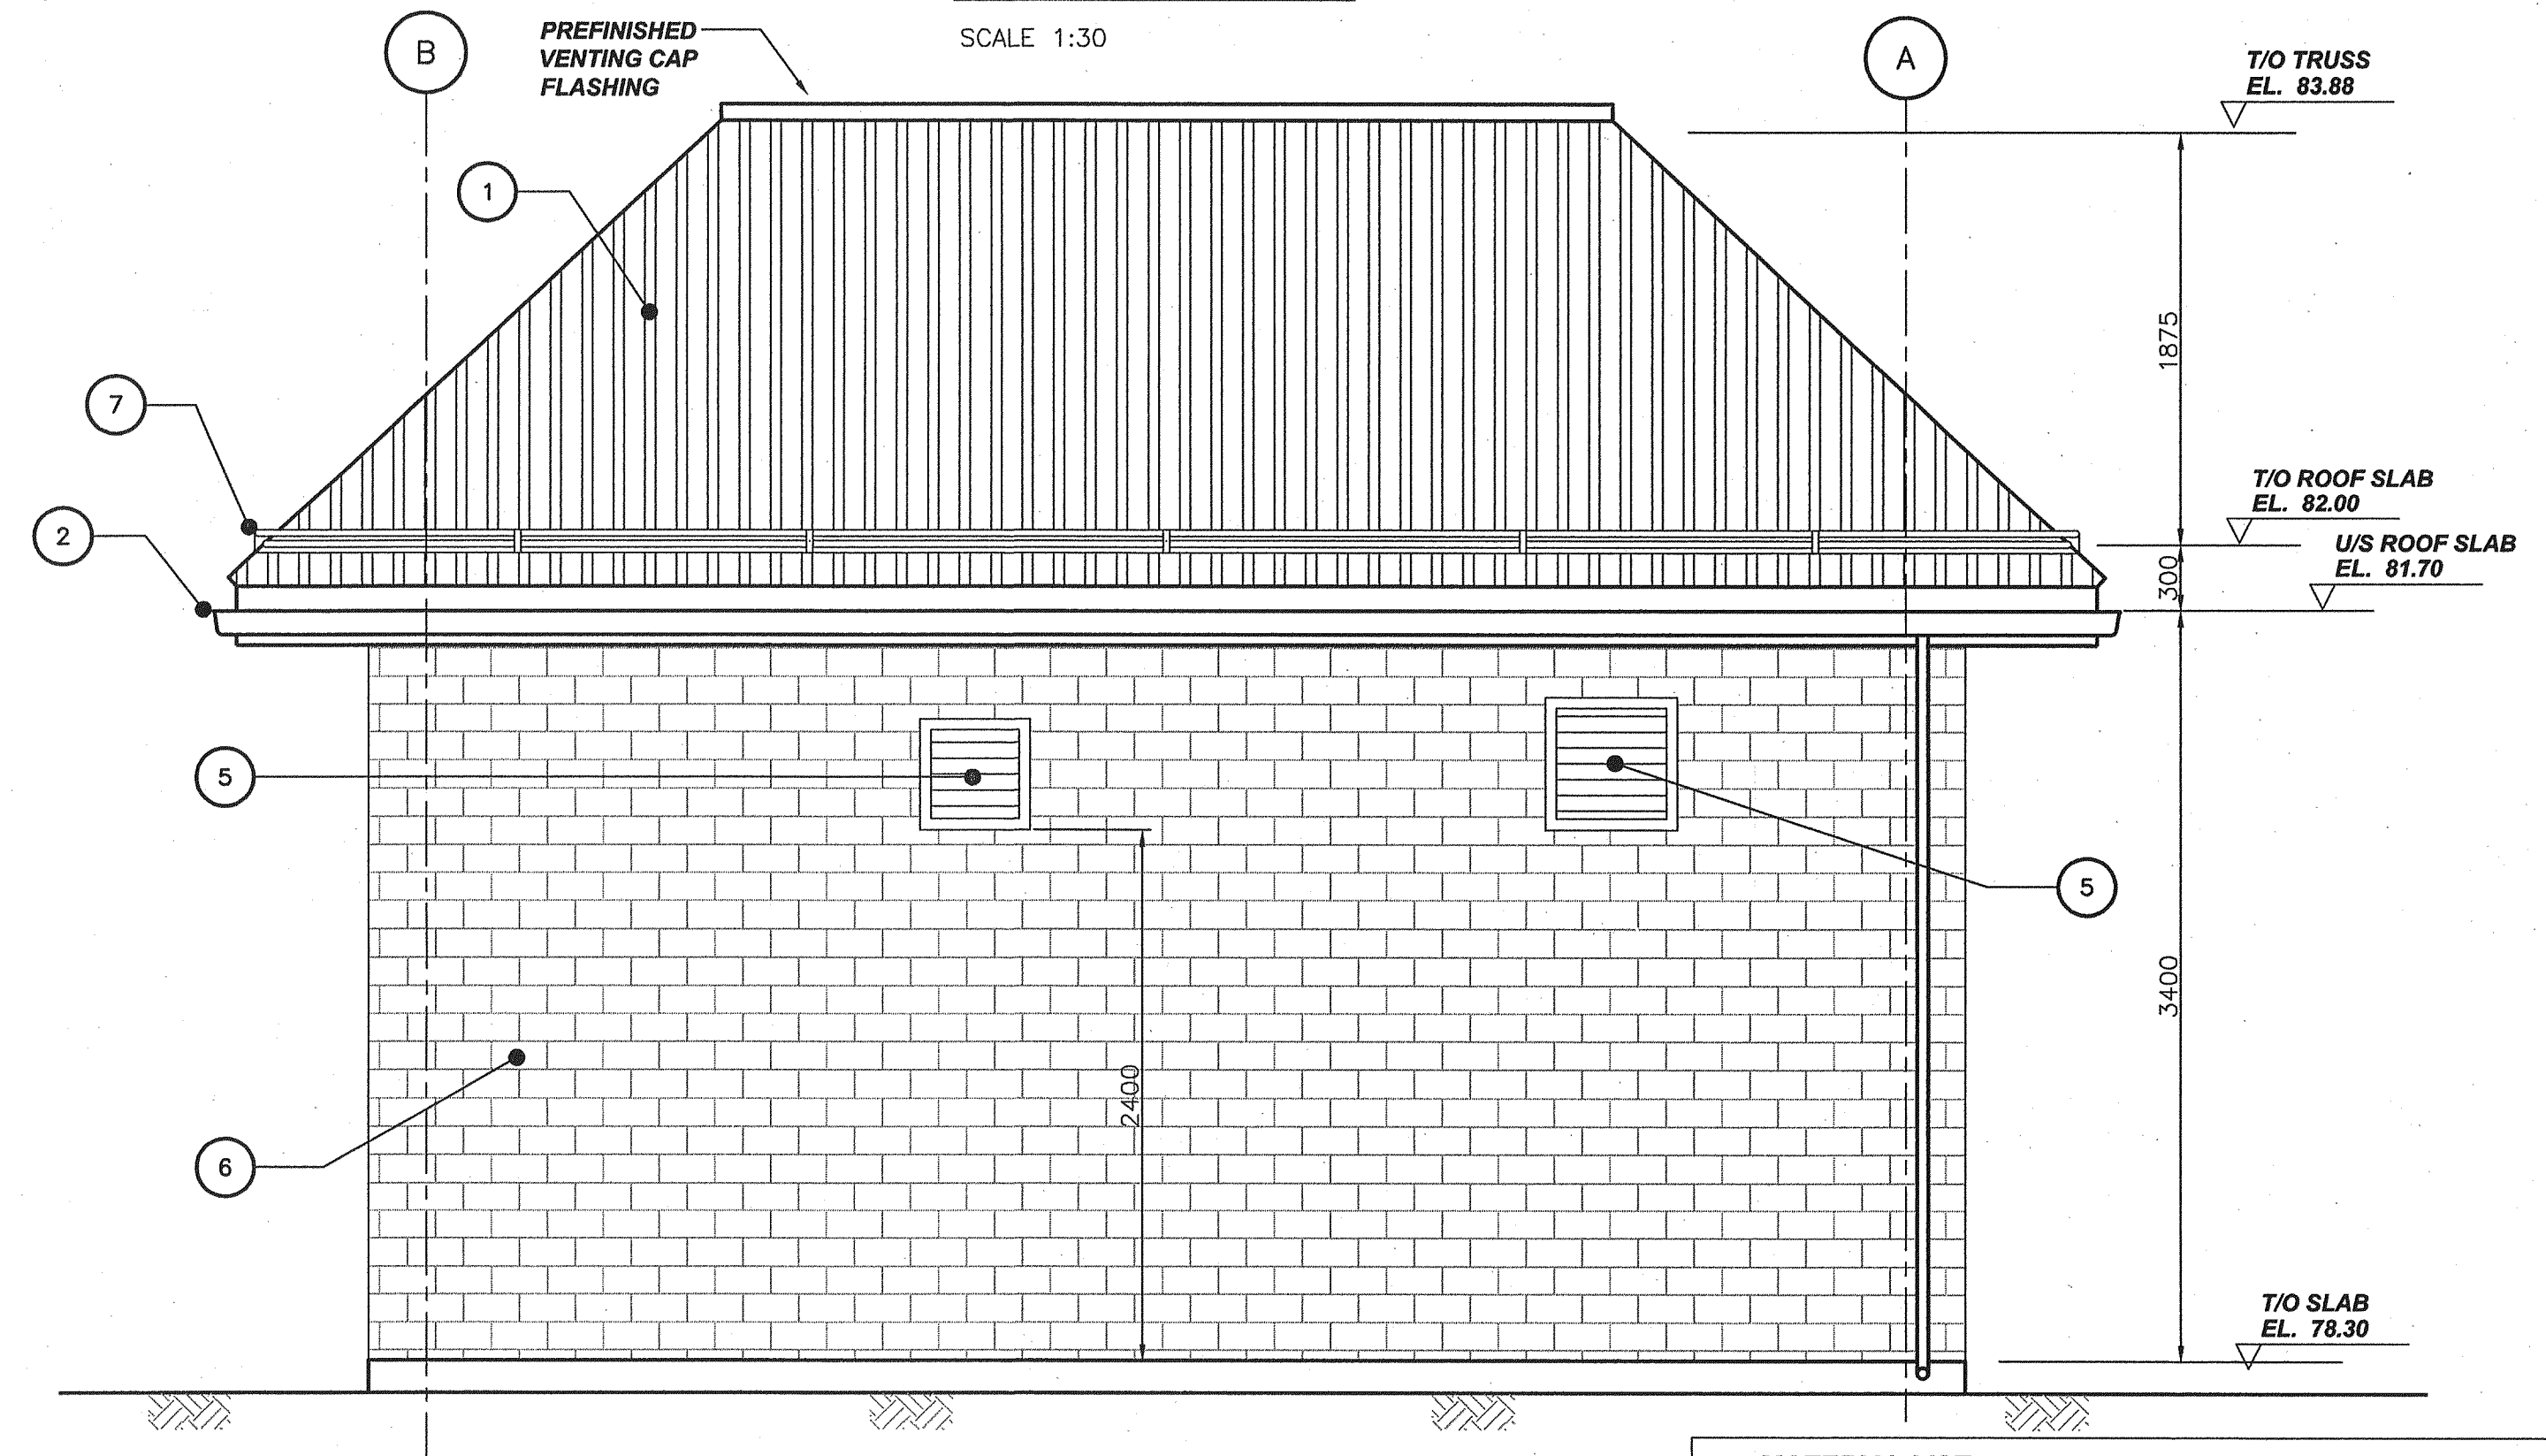 SCALE 1:30
B
PREFINISHED
VENTING CAP
FLASHING
A
T/O TRUSS
EL. 83.88
1
1875
7
2
T/O ROOF SLAB
EL. 82.00
U/S ROOF SLAB
EL. 81.70
300
5
5
3400
2400
6
T/O SLAB
EL. 78.30